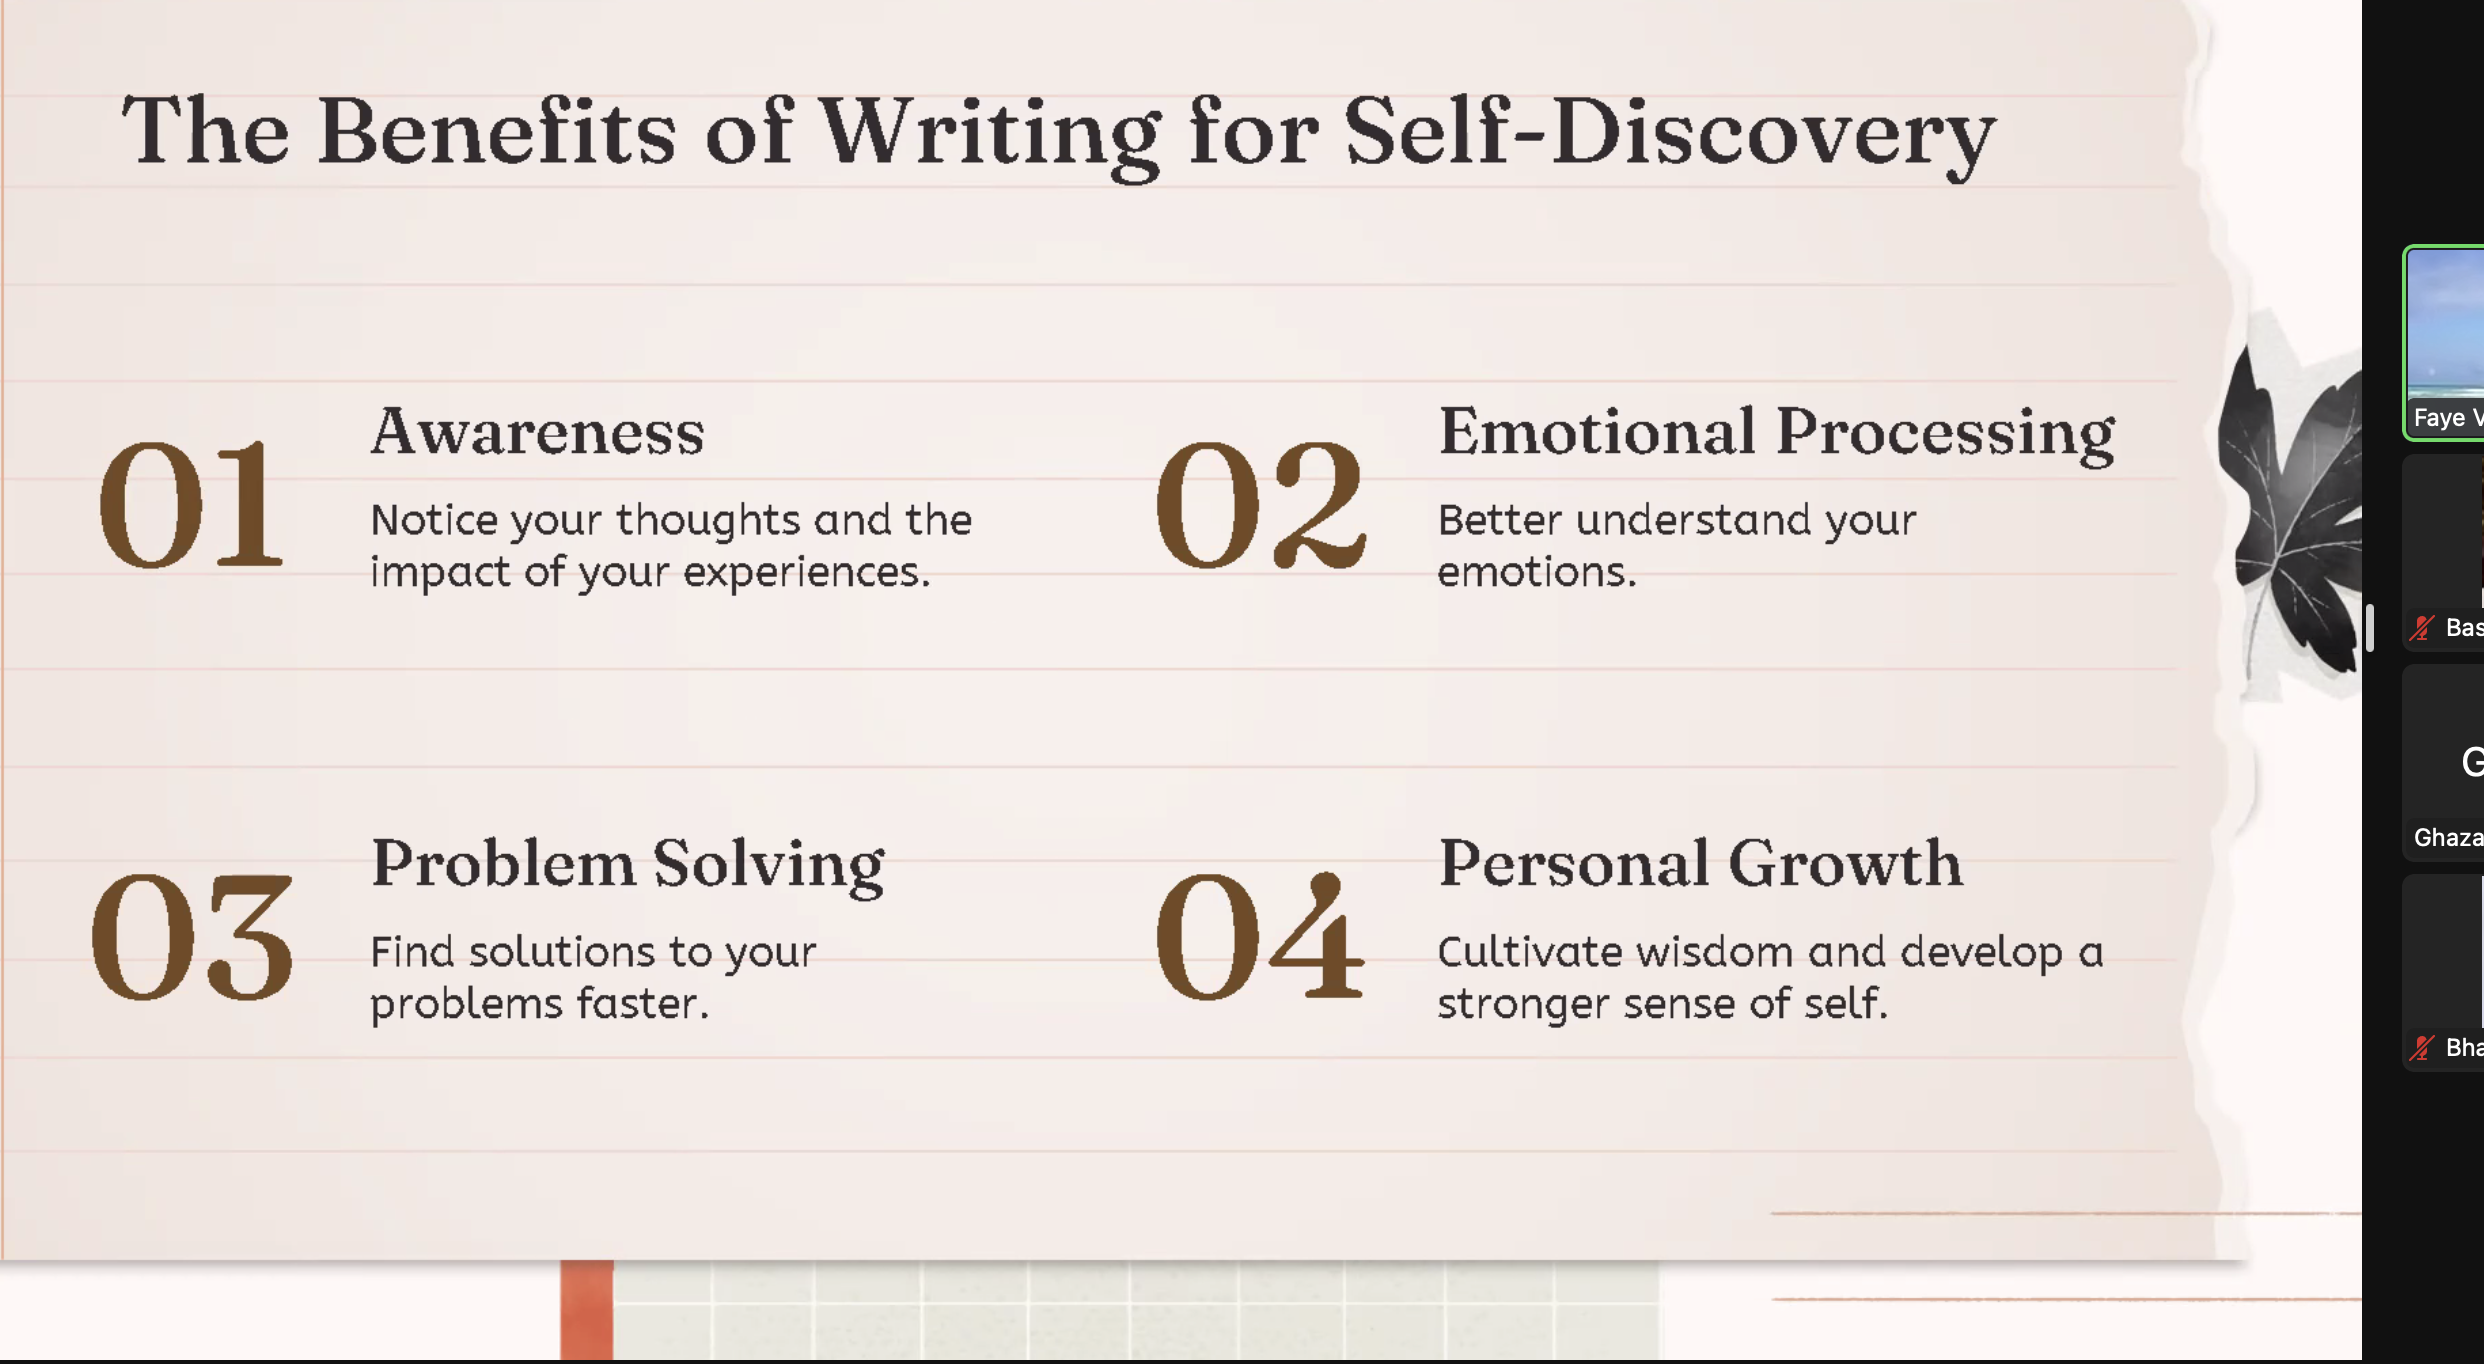 The Benefits of Writing for Self-Discovery
01
Awareness
Notice your thoughts and the
impact of your experiences.
02
Emotional Processing
Better understand your
emotions.
03
Problem Solving
Find solutions to your
problems faster.
04
Personal Growth
Cultivate wisdom and develop a
stronger sense of self.
Faye V
Bas
G
Ghaza
Bha